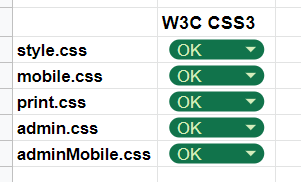 W3C CSS3
style.css OK
mobile.css OK
print.css OK
admin.css OK
adminMobile.css OK